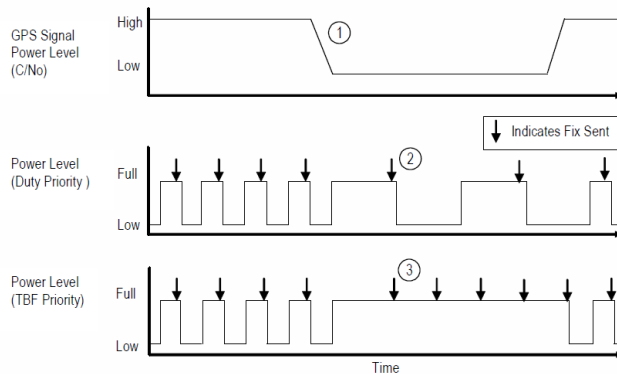 GPS Signal
Power Level
(C/No)
High
Low
1
Indicates Fix Sent
Power Level
(Duty Priority )
Full
Low
2
Power Level
(TBF Priority)
Full
Low
3
Time